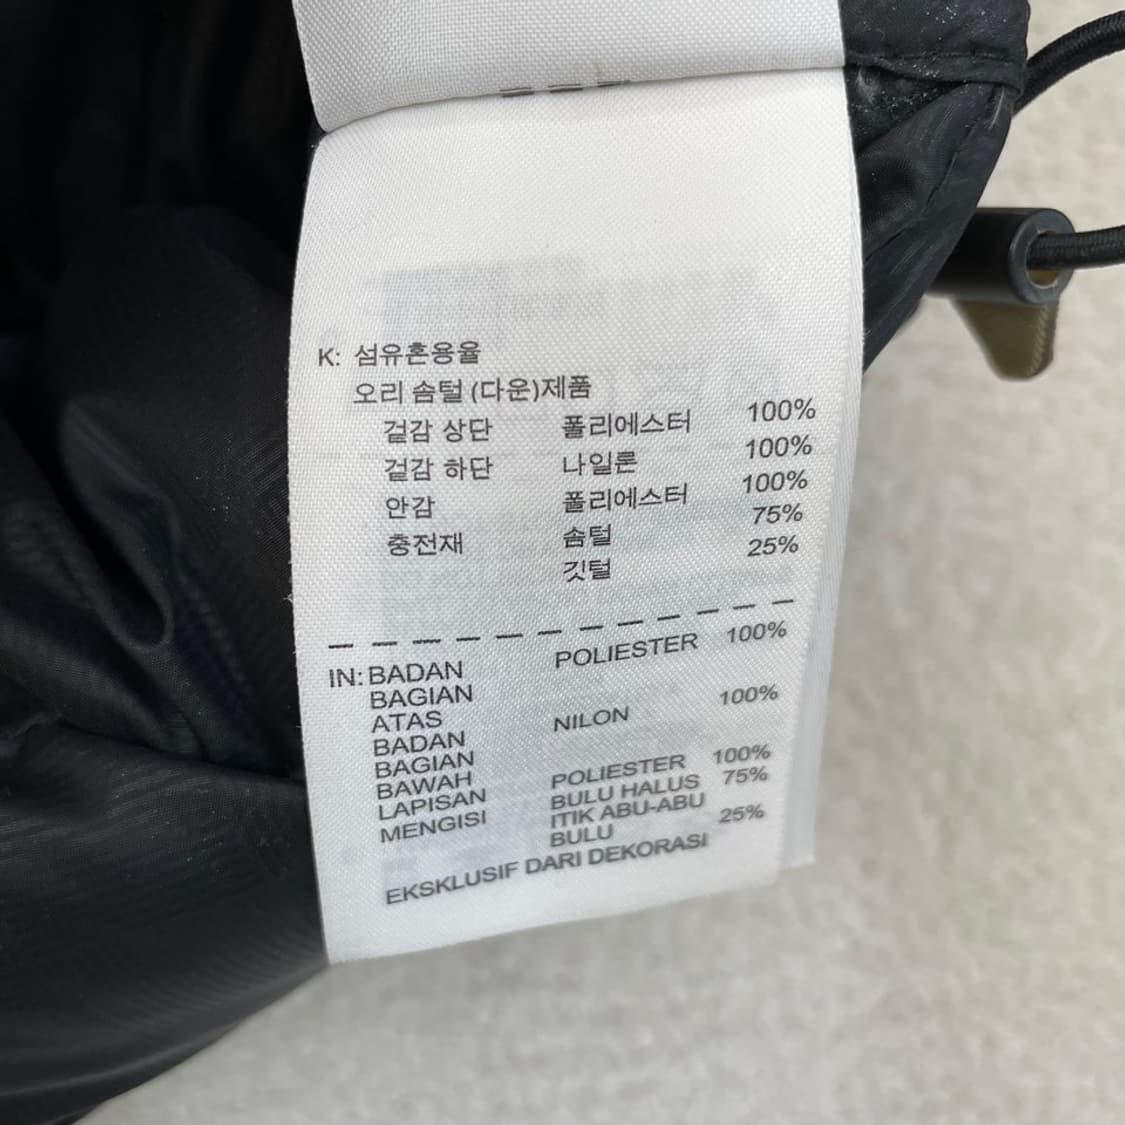 K: 섬유혼용율
오리 솜털 (다운)제품
겉감 상단 폴리에스터 100%
겉감 하단 나일론 100%
안감 폴리에스터 100%
충전재 솜털 75%
깃털 25%
IN: BADAN POLIESTER 100%
BAGIAN
ATAS
BADAN NILON 100%
BAGIAN
BAWAH
LAPISAN POLIESTER 100%
MENGISI BULU HALUS 75%
ITIK ABU-ABU
BULU 25%
EKSKLUSIF DARI DEKORASI